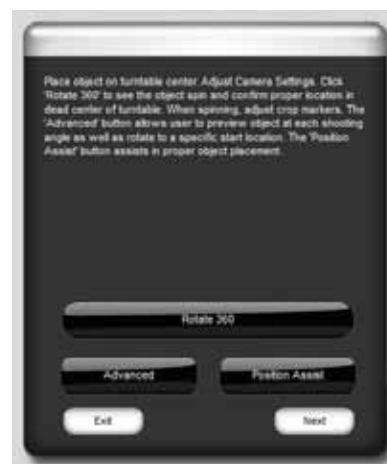 Place object on turntable center. Adjust Camera Settings. Click
'Rotate 360' to see the object spin and confirm proper location in
dead center of turntable. When spinning, adjust crop markers. The
'Advanced' button allows user to preview object at each shooting
angle as well as rotate to a specific start location. The 'Position
Assist' button assists in proper object placement.
Rotate 360
Advanced Position Assist
Exit Next